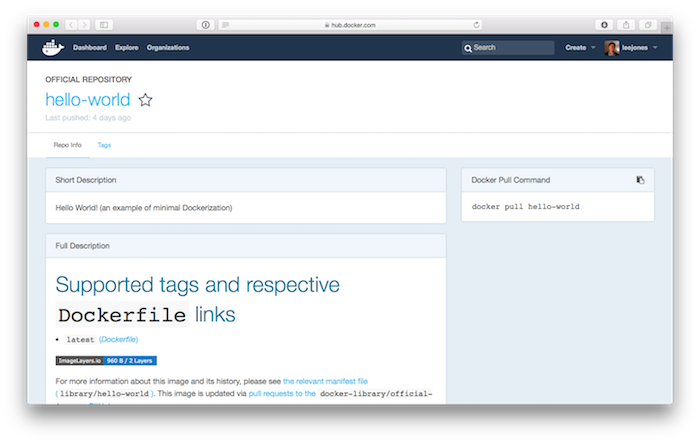 hub.docker.com
Dashboard Explore Organizations Search Create leejones
OFFICIAL REPOSITORY
hello-world
Last pushed: 4 days ago
Repo Info Tags
Short Description
Hello World! (an example of minimal Dockerization)
Docker Pull Command
docker pull hello-world
Full Description
Supported tags and respective
Dockerfile links
• latest (Dockerfile)
ImageLayers.io 960 B / 2 Layers
For more information about this image and its history, please see the relevant manifest file
(library/hello-world). This image is updated via pull requests to the docker-library/official-